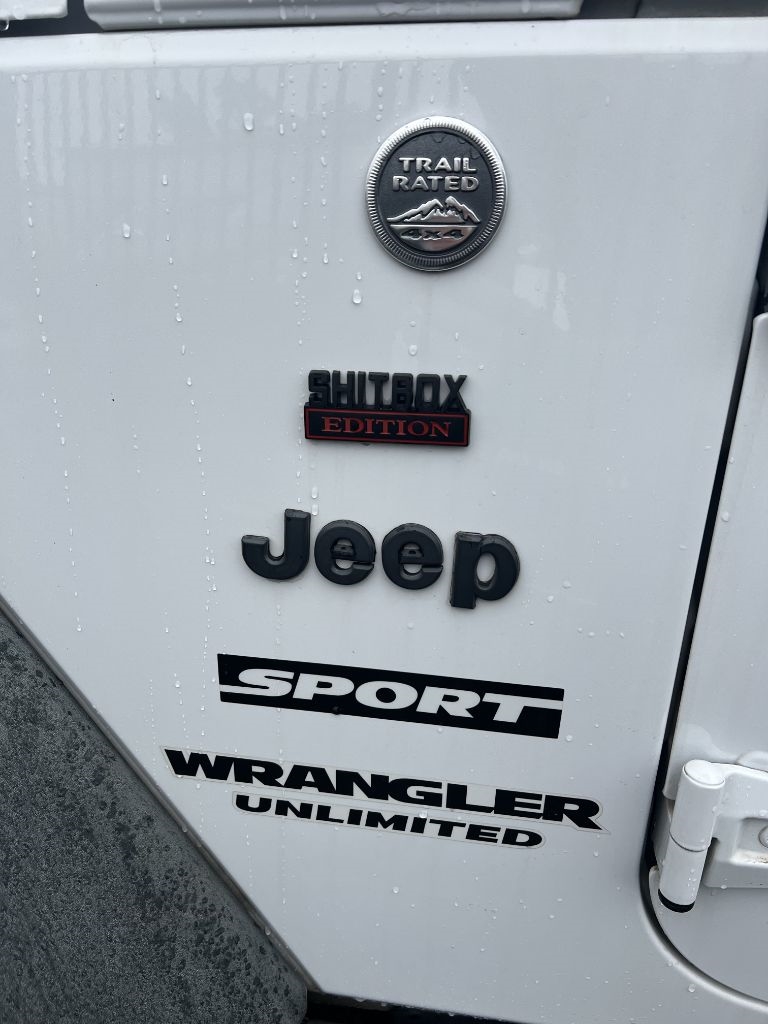 TRAIL
RATED
4x4
SHITBOX
EDITION
Jeep
SPORT
WRANGLER
UNLIMITED